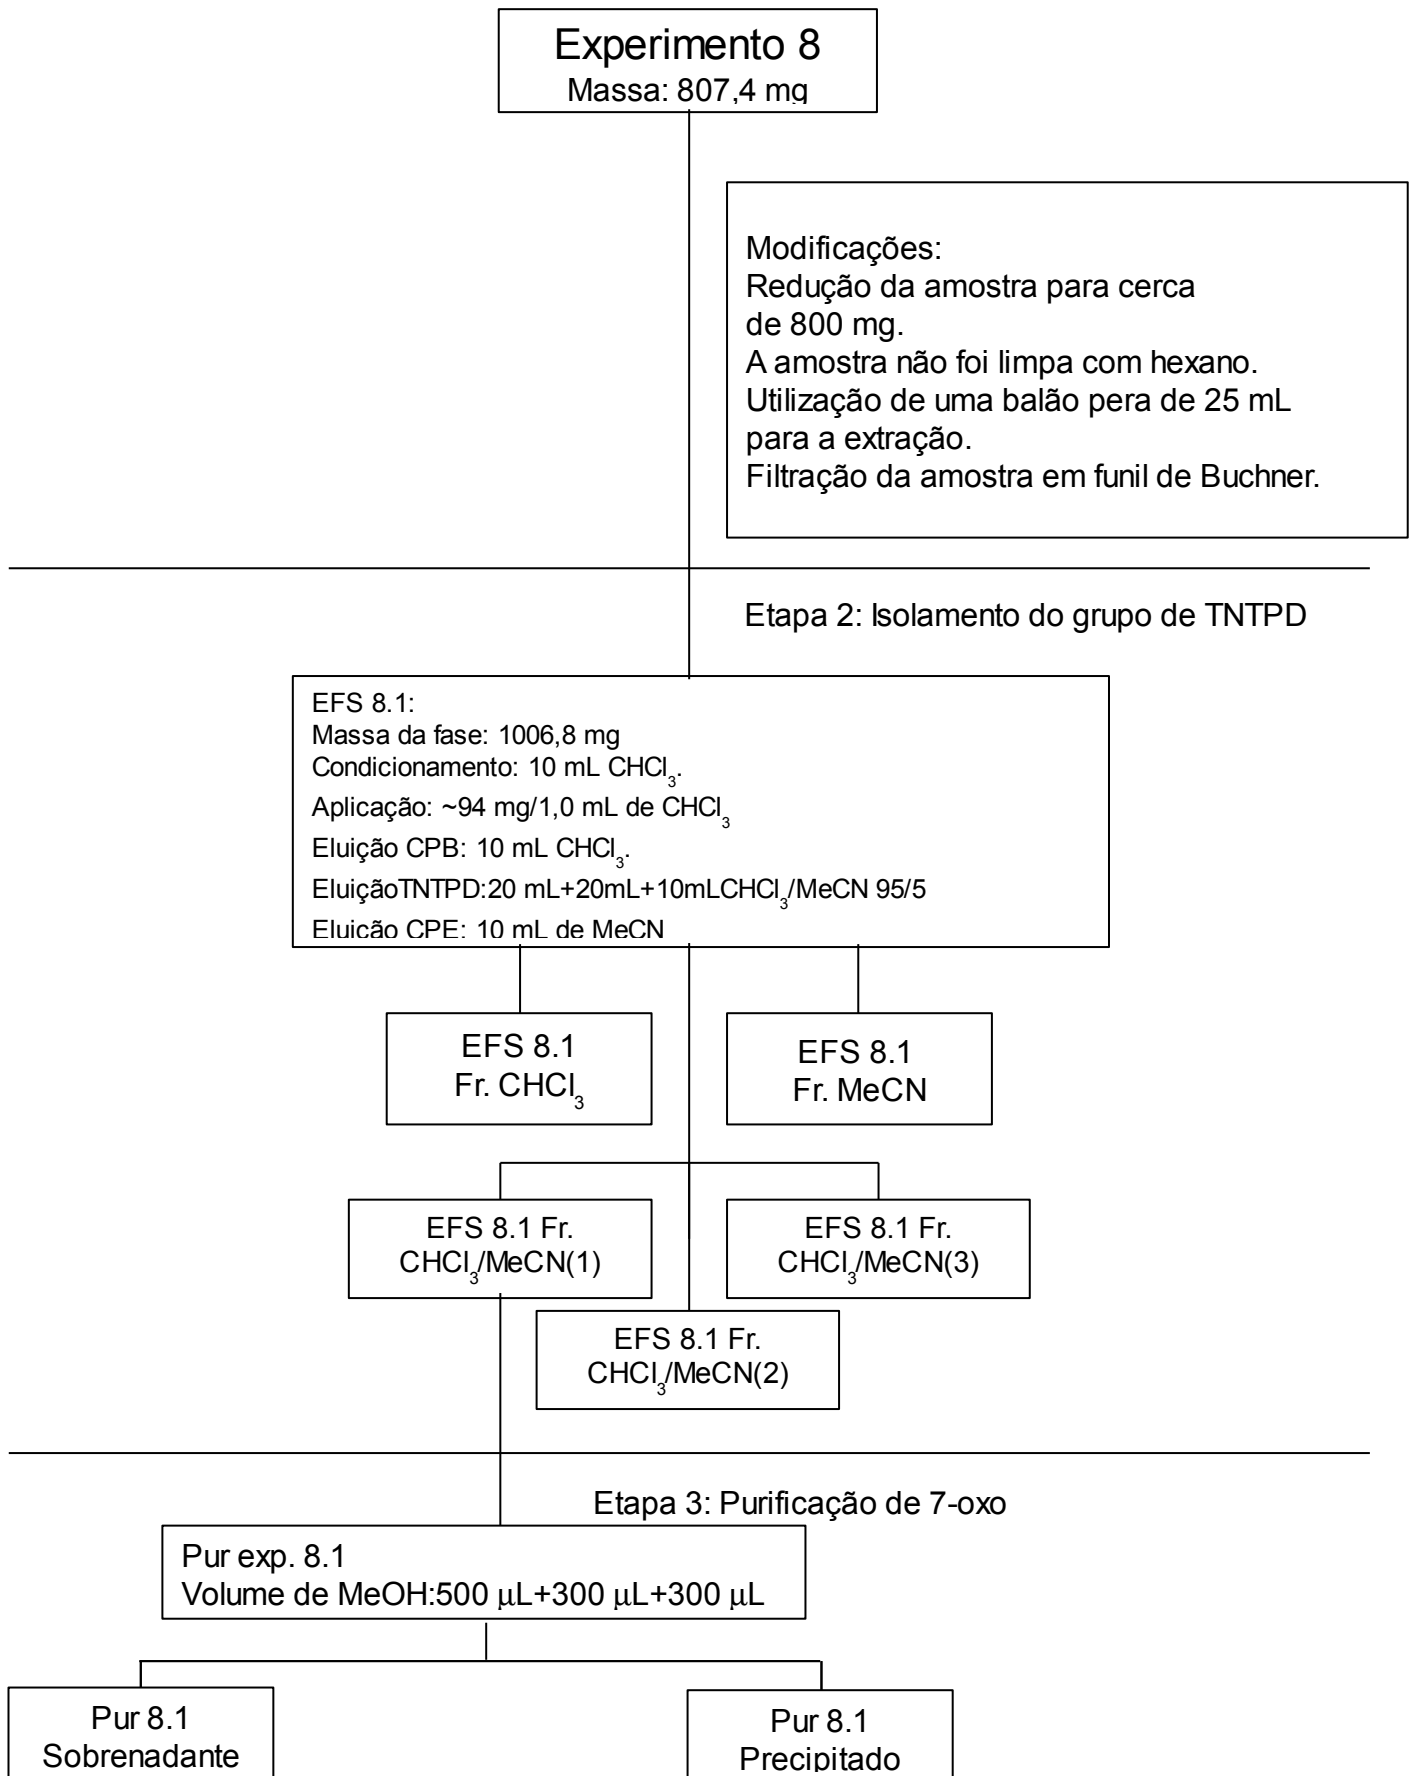 Experimento 8
Massa: 807,4 mg
Modificações:
Redução da amostra para cerca
de 800 mg.
A amostra não foi limpa com hexano.
Utilização de uma balão pera de 25 mL
para a extração.
Filtração da amostra em funil de Buchner.
Etapa 2: Isolamento do grupo de TNTPD
EFS 8.1:
Massa da fase: 1006,8 mg
Condicionamento: 10 mL CHCl₃.
Aplicação: ~94 mg/1,0 mL de CHCl₃
Eluição CPB: 10 mL CHCl₃.
EluiçãoTNTPD:20 mL+20mL+10mLCHCl₃/MeCN 95/5
Eluição CPE: 10 mL de MeCN
EFS 8.1
Fr. CHCl₃
EFS 8.1
Fr. MeCN
EFS 8.1 Fr.
CHCl₃/MeCN(1)
EFS 8.1 Fr.
CHCl₃/MeCN(3)
EFS 8.1 Fr.
CHCl₃/MeCN(2)
Etapa 3: Purificação de 7-oxo
Pur exp. 8.1
Volume de MeOH:500 μL+300 μL+300 μL
Pur 8.1
Sobrenadante
Pur 8.1
Precipitado